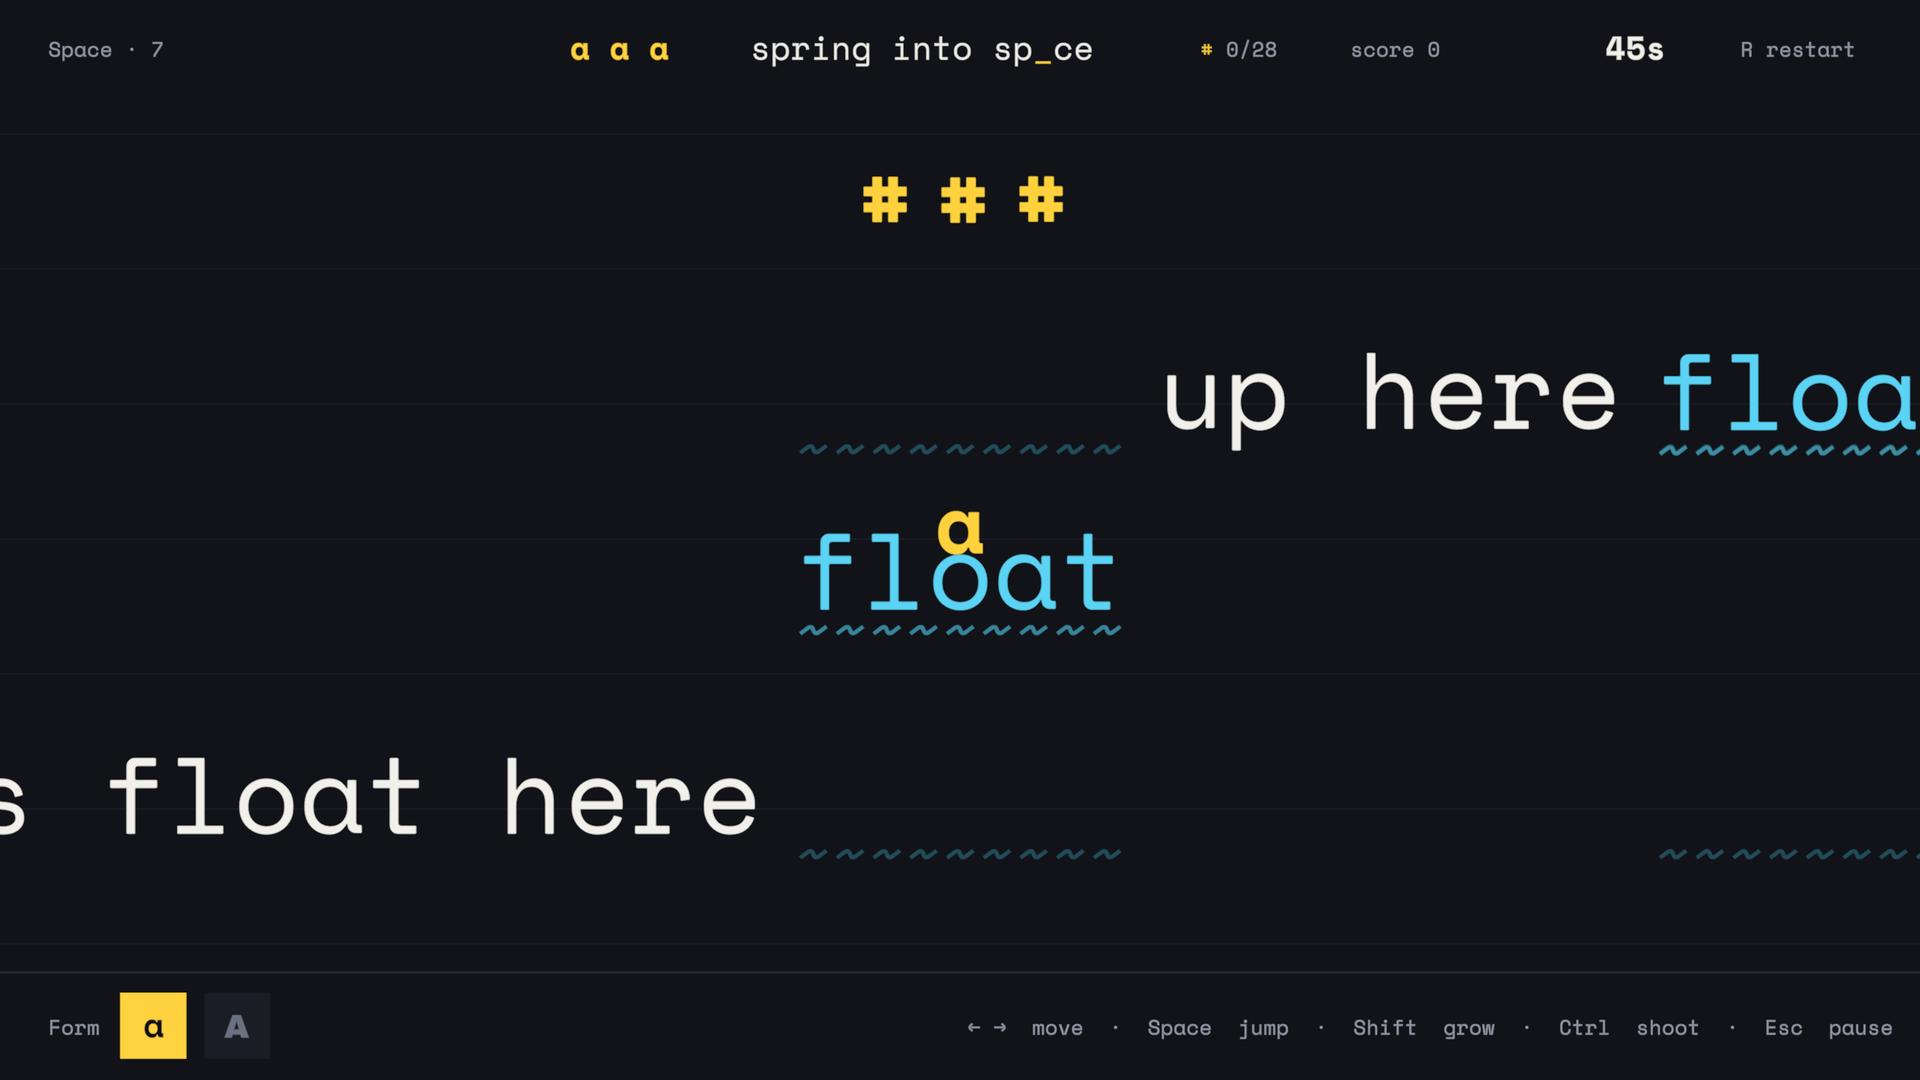 Space · 7 a a a spring into sp_ce # 0/28 score 0 45s R restart
# # #
up here floa
a
float
s float here
Form a A ← → move · Space jump · Shift grow · Ctrl shoot · Esc pause